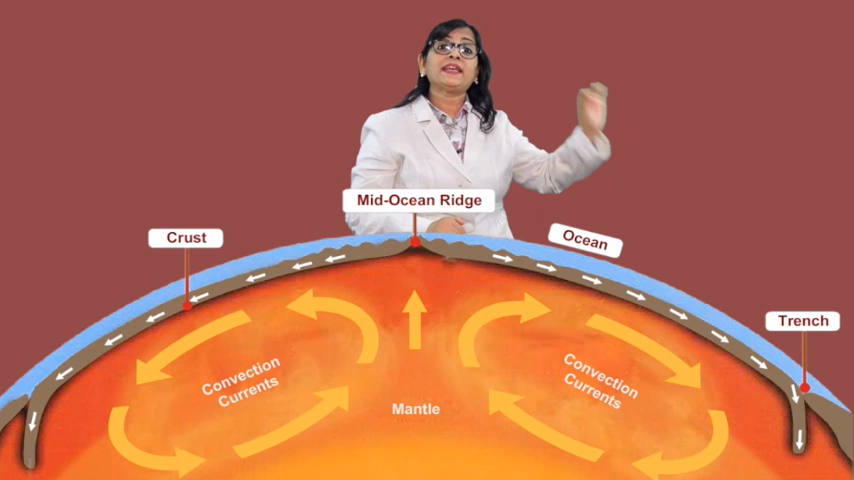 Mid-Ocean Ridge
Crust
Ocean
Trench
Convection
Currents
Convection
Currents
Mantle